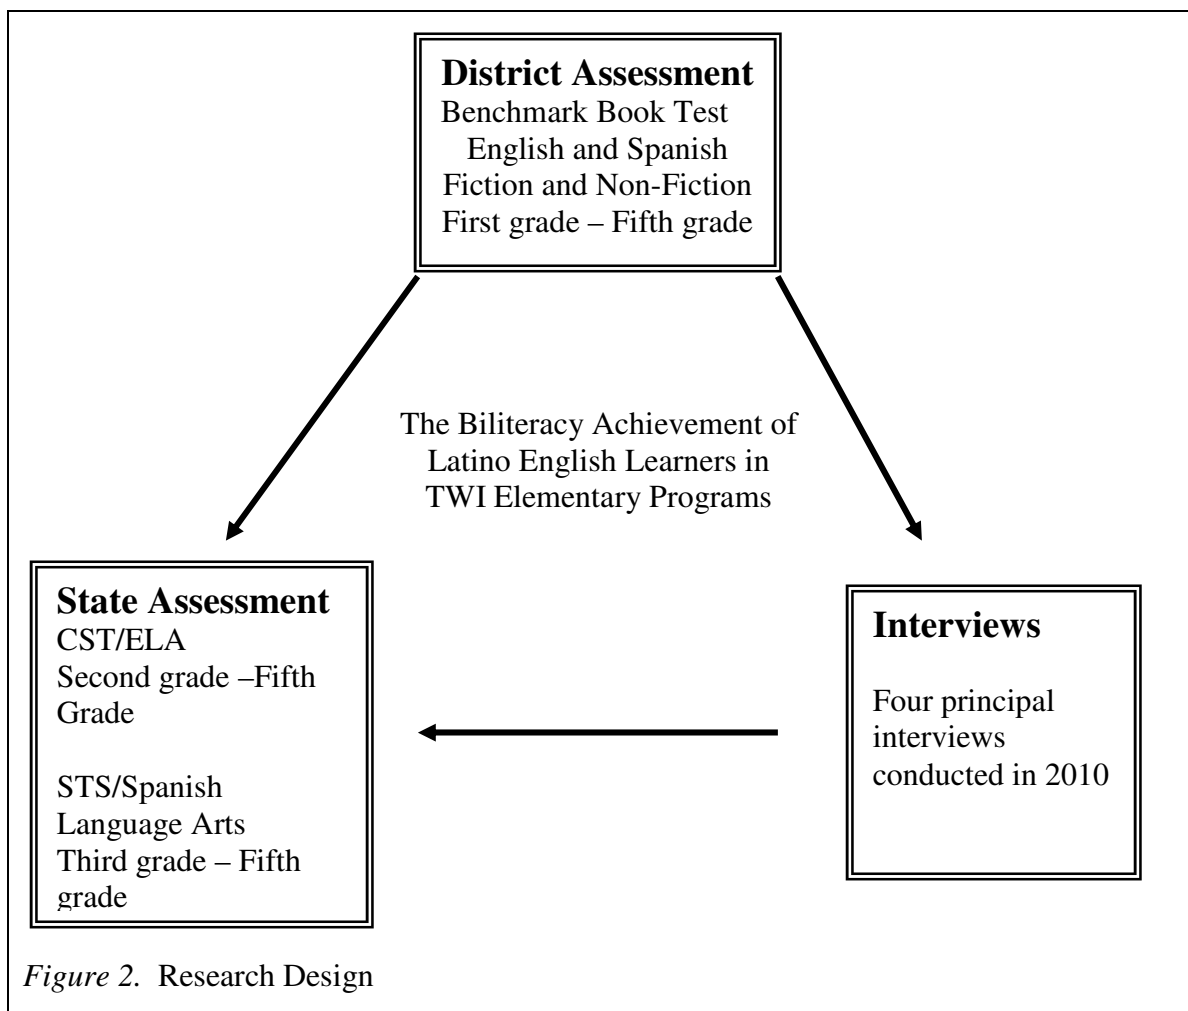 District Assessment
Benchmark Book Test
English and Spanish
Fiction and Non-Fiction
First grade – Fifth grade
The Biliteracy Achievement of
Latino English Learners in
TWI Elementary Programs
State Assessment
CST/ELA
Second grade –Fifth
Grade
STS/Spanish
Language Arts
Third grade – Fifth
grade
Interviews
Four principal
interviews
conducted in 2010
Figure 2. Research Design